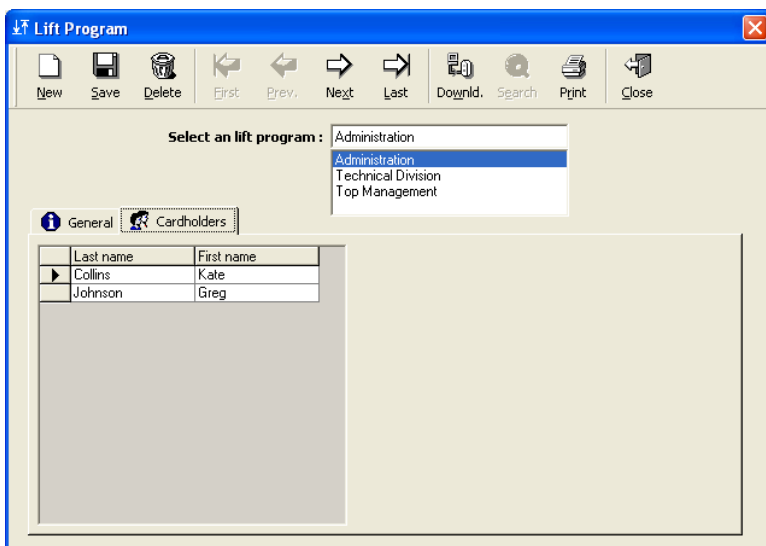 Lift Program
New Save Delete First Prev. Next Last Downld. Search Print Close
Select an lift program : Administration
Administration
Technical Division
Top Management
General Cardholders
Last name First name
Collins Kate
Johnson Greg